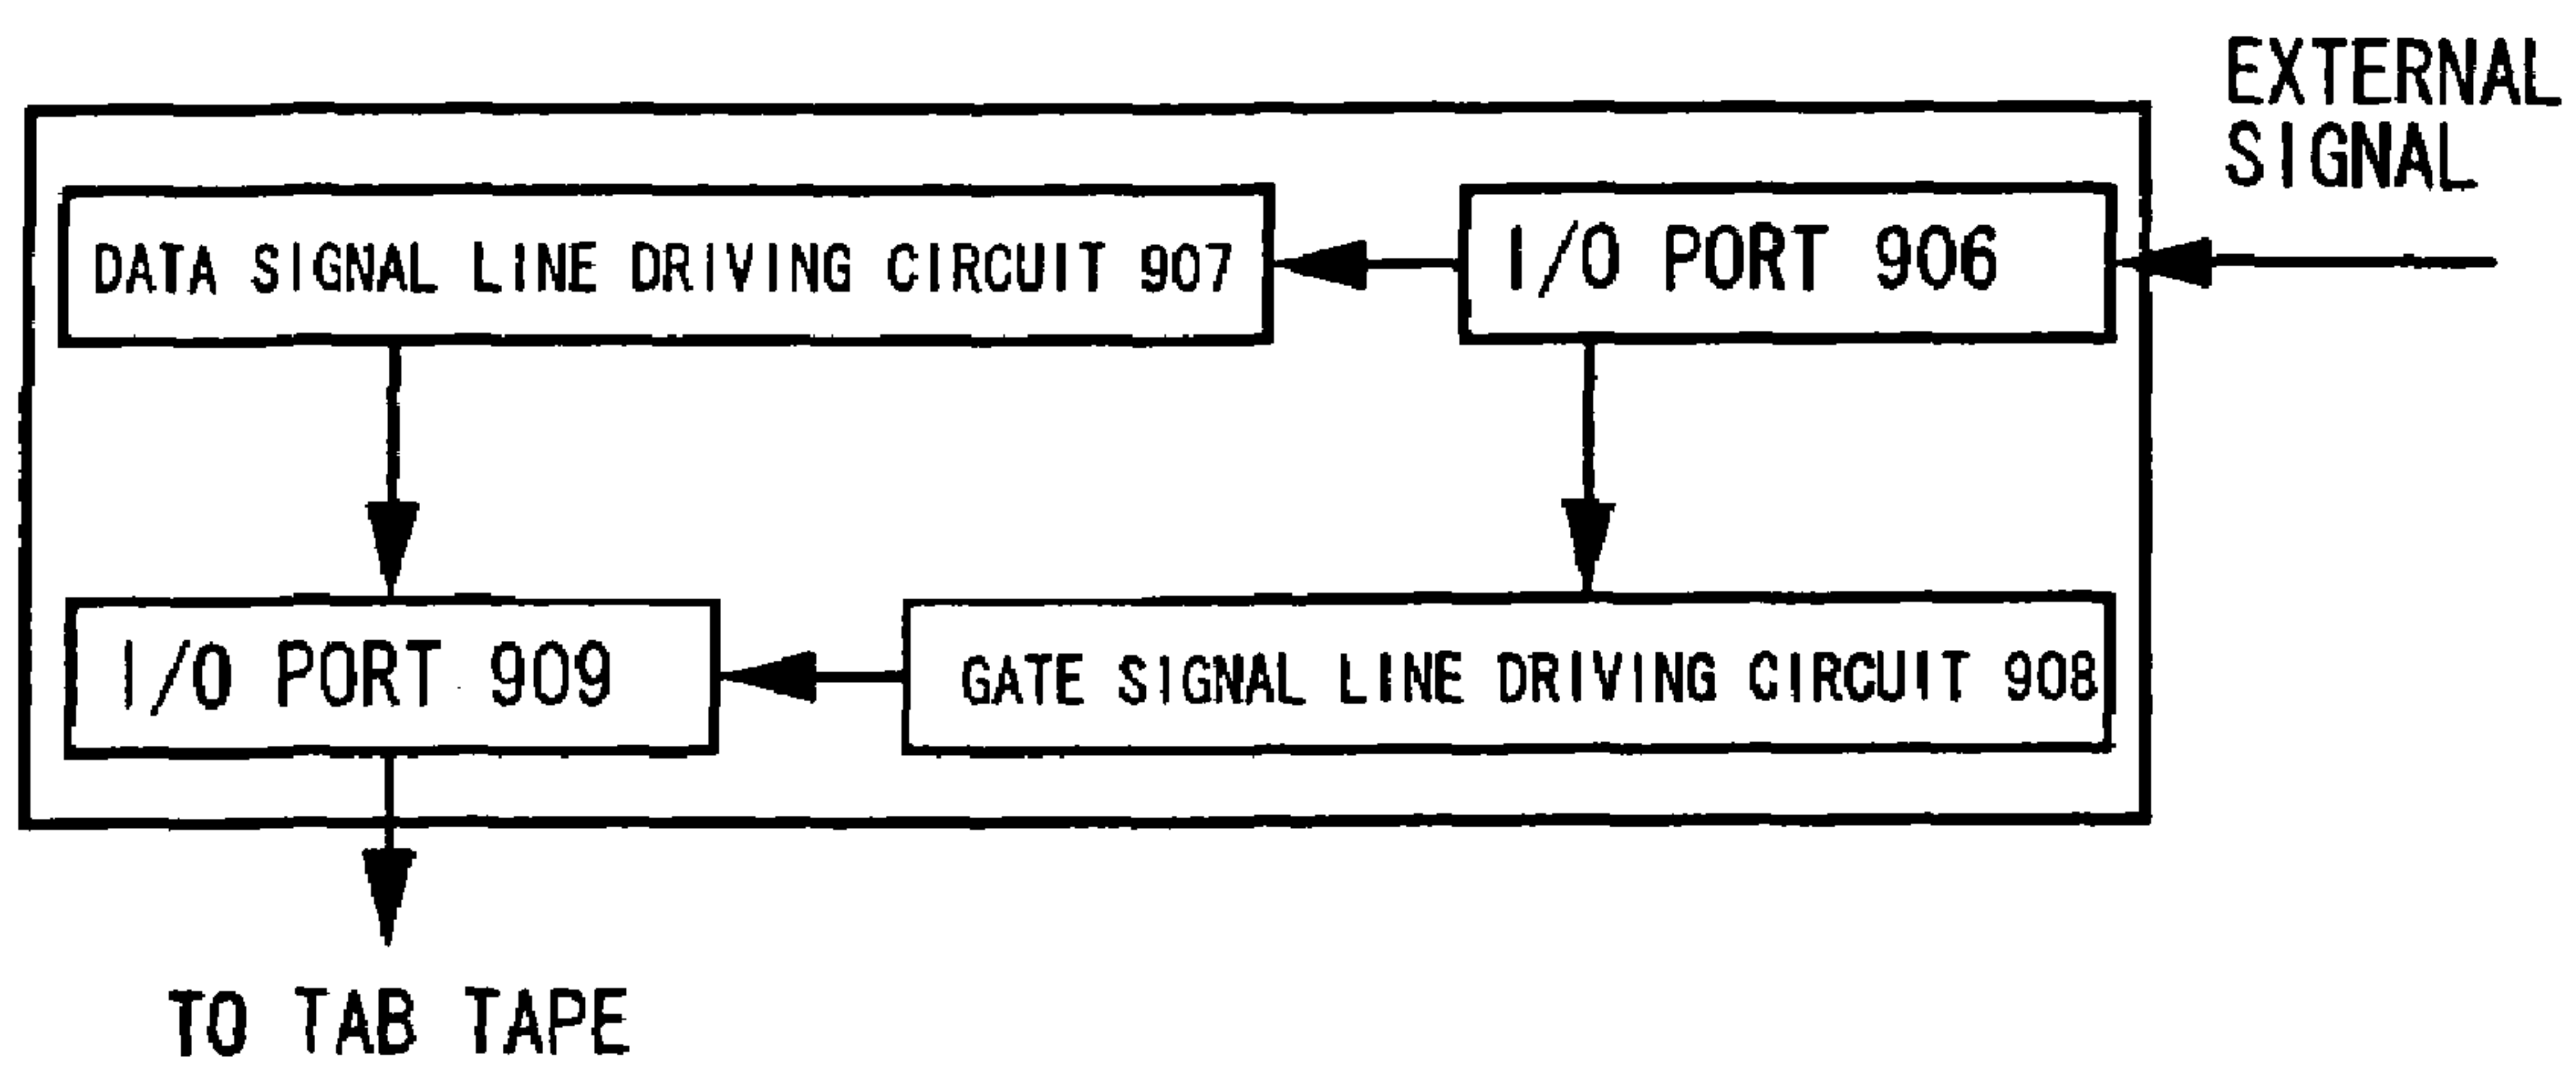 EXTERNAL
SIGNAL
DATA SIGNAL LINE DRIVING CIRCUIT 907
I/O PORT 906
I/O PORT 909
GATE SIGNAL LINE DRIVING CIRCUIT 908
TO TAB TAPE